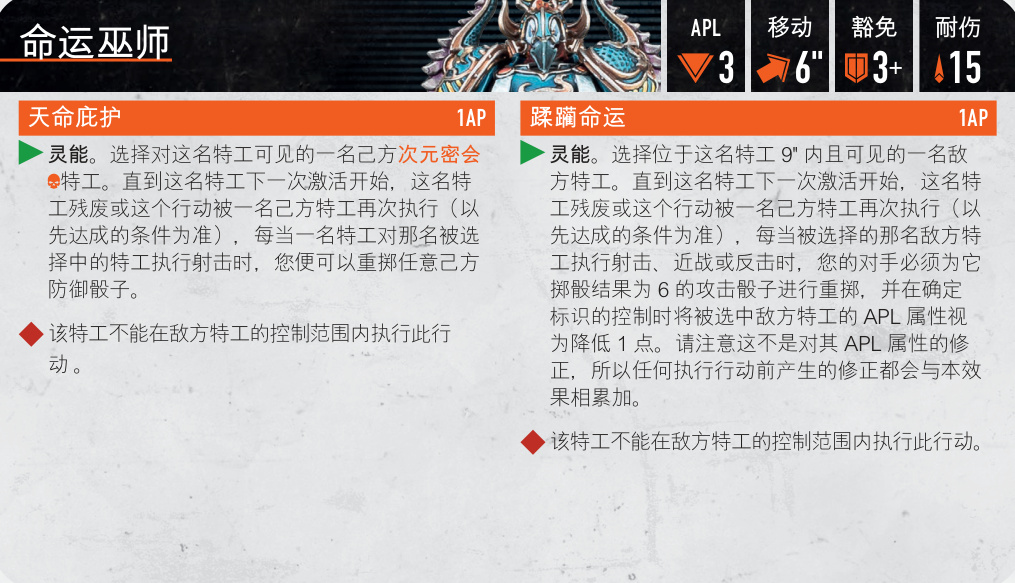 命运巫师
APL 移动 豁免 耐伤
3 6" 3+ 15
天命庇护 1AP
灵能。选择对这名特工可见的一名己方次元密会
特工。直到这名特工下一次激活开始，这名特
工残废或这个行动被一名己方特工再次执行（以
先达成的条件为准），每当一名特工对那名被选
择中的特工执行射击时，您便可以重掷任意己方
防御骰子。
该特工不能在敌方特工的控制范围内执行此行
动。
蹂躏命运 1AP
灵能。选择位于这名特工 9" 内且可见的一名敌
方特工。直到这名特工下一次激活开始，这名特
工残废或这个行动被一名己方特工再次执行（以
先达成的条件为准），每当被选择的那名敌方特
工执行射击、近战或反击时，您的对手必须为它
掷骰结果为 6 的攻击骰子进行重掷，并在确定
标识的控制时将被选中敌方特工的 APL 属性视
为降低 1 点。请注意这不是对其 APL 属性的修
正，所以任何执行行动前产生的修正都会与本效
果相累加。
该特工不能在敌方特工的控制范围内执行此行动。